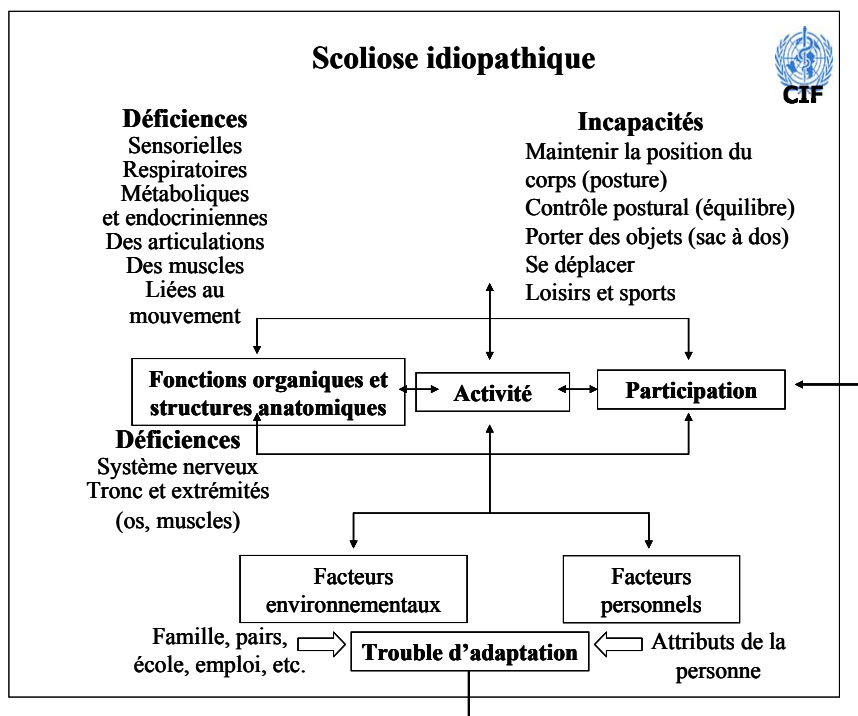 Scoliose idiopathique
CIF
Déficiences
Sensorielles
Respiratoires
Métaboliques
et endocriniennes
Des articulations
Des muscles
Liées au
mouvement
Incapacités
Maintenir la position du
corps (posture)
Contrôle postural (équilibre)
Porter des objets (sac à dos)
Se déplacer
Loisirs et sports
Fonctions organiques et
structures anatomiques
Activité
Participation
Déficiences
Système nerveux
Tronc et extrémités
(os, muscles)
Facteurs
environnementaux
Facteurs
personnels
Famille, pairs,
école, emploi, etc.
Trouble d’adaptation
Attributs de la
personne